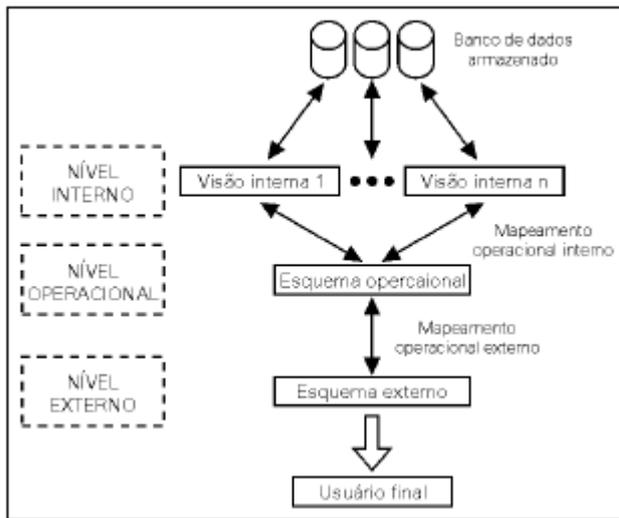 Banco de dados
armazenado
NÍVEL
INTERNO
Visão interna 1
Visão interna n
Mapeamento
operacional interno
NÍVEL
OPERACIONAL
Esquema opercaional
Mapeamento
operacional externo
NÍVEL
EXTERNO
Esquema externo
Usuário final